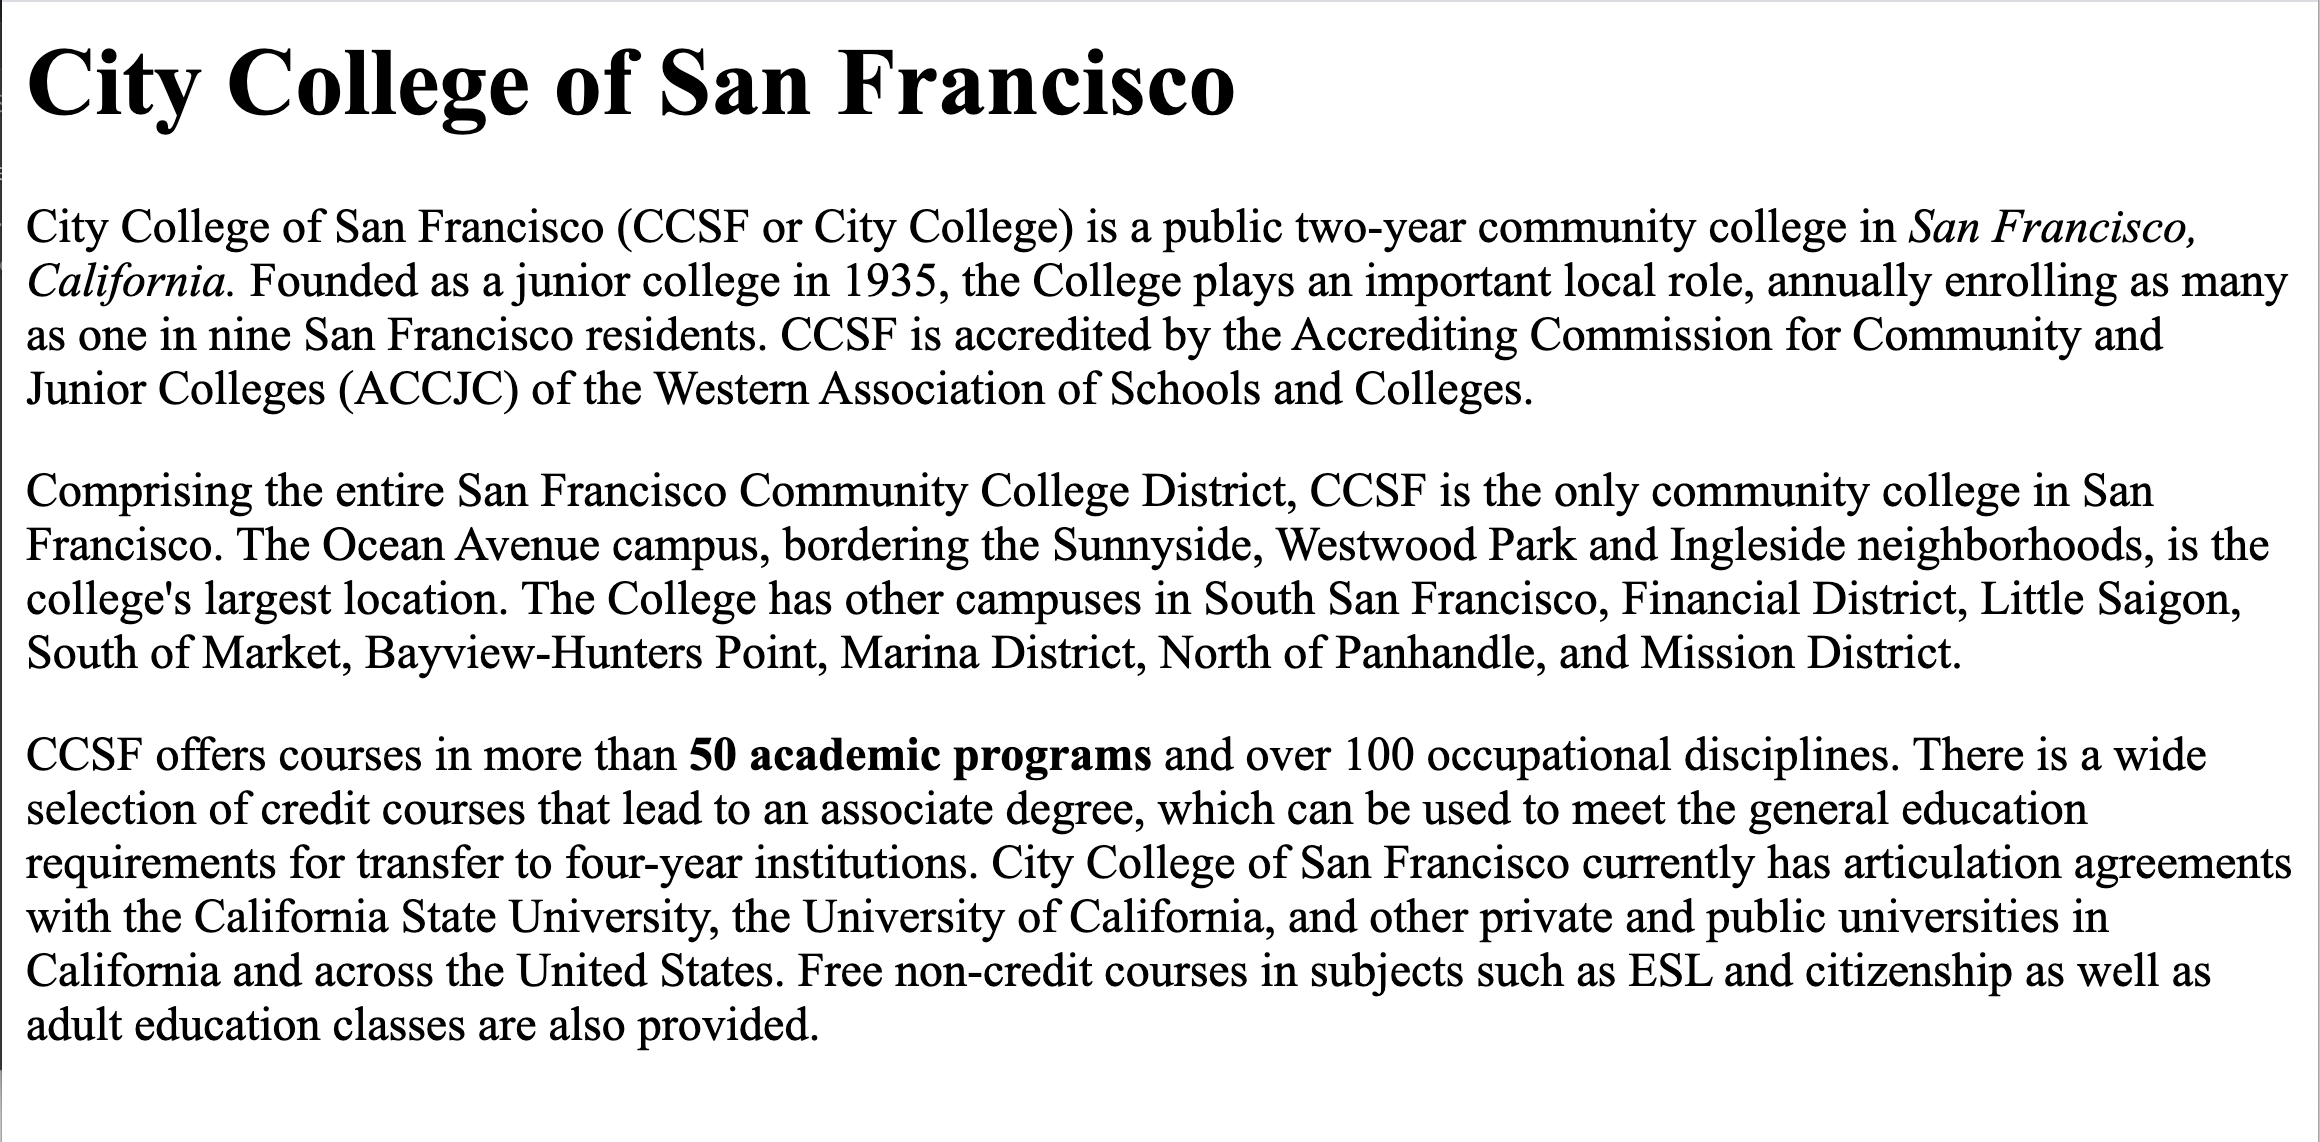 City College of San Francisco
City College of San Francisco (CCSF or City College) is a public two-year community college in San Francisco,
California. Founded as a junior college in 1935, the College plays an important local role, annually enrolling as many
as one in nine San Francisco residents. CCSF is accredited by the Accrediting Commission for Community and
Junior Colleges (ACCJC) of the Western Association of Schools and Colleges.
Comprising the entire San Francisco Community College District, CCSF is the only community college in San
Francisco. The Ocean Avenue campus, bordering the Sunnyside, Westwood Park and Ingleside neighborhoods, is the
college's largest location. The College has other campuses in South San Francisco, Financial District, Little Saigon,
South of Market, Bayview-Hunters Point, Marina District, North of Panhandle, and Mission District.
CCSF offers courses in more than 50 academic programs and over 100 occupational disciplines. There is a wide
selection of credit courses that lead to an associate degree, which can be used to meet the general education
requirements for transfer to four-year institutions. City College of San Francisco currently has articulation agreements
with the California State University, the University of California, and other private and public universities in
California and across the United States. Free non-credit courses in subjects such as ESL and citizenship as well as
adult education classes are also provided.